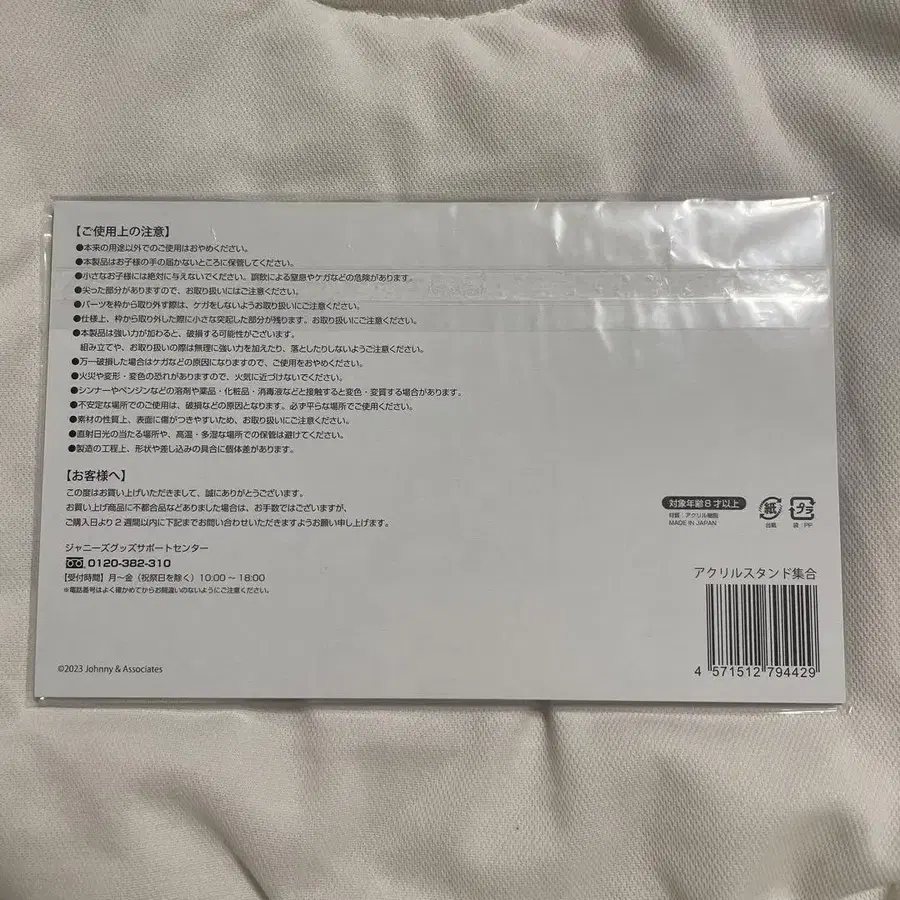 【ご使用上の注意】
●本来の用途以外でのご使用はおやめください。
●本製品はお子様の手の届かないところに保管してください。
●小さなお子様には絶対に与えないでください。誤飲による窒息やケガなどの危険があります。
●尖った部分がありますので、お取り扱いにはご注意ください。
●パーツを枠から取り外す際は、ケガをしないようお取り扱いにご注意ください。
●仕様上、枠から取り外した際に小さな突起した部分が残ります。お取り扱いにご注意ください。
●本製品は強い力が加わると、破損する可能性がございます。
組み立てや、お取り扱いの際は無理に強い力を加えたり、落としたりしないようご注意ください。
●万一破損した場合はケガなどの原因になりますので、ご使用をおやめください。
●火災や変形・変色の恐れがありますので、火気に近づけないでください。
●シンナーやベンジンなどの溶剤や薬品・化粧品・消毒液などと接触すると変色・変質する場合があります。
●不安定な場所でのご使用は、破損などの原因となります。必ず平らな場所でご使用ください。
●素材の性質上、表面に傷がつきやすいため、お取り扱いにご注意ください。
●直射日光の当たる場所や、高温・多湿な場所での保管は避けてください。
●製造の工程上、形状や差し込みの具合に個体差があります。
【お客様へ】
この度はお買い上げいただきまして、誠にありがとうございます。
お買い上げ商品に不都合品などありました場合は、お手数ではございますが、
ご購入日より2週間以内に下記までお問い合わせいただきますようお願い申し上げます。
ジャニーズグッズサポートセンター
0120-382-310
【受付時間】月～金（祝祭日を除く）10:00～18:00
※電話番号はよく確かめてからお間違いのないようにご注意ください。
©2023 Johnny & Associates
対象年齢8才以上
材質：アクリル樹脂
MADE IN JAPAN
紙
台紙
プラ
袋：PP
アクリルスタンド集合
4 571512 794429